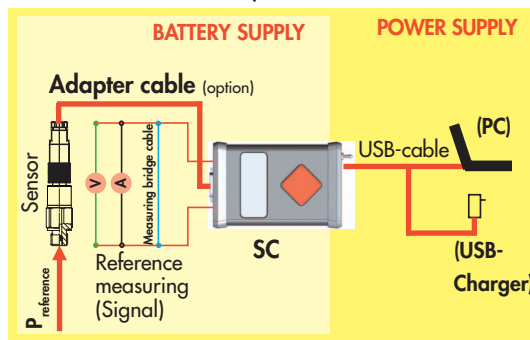 BATTERY SUPPLY
POWER SUPPLY
Adapter cable (option)
Sensor
V
A
Measuring bridge cable
USB-cable
(PC)
SC
Reference
measuring
(Signal)
(USB-
Charger)
P reference